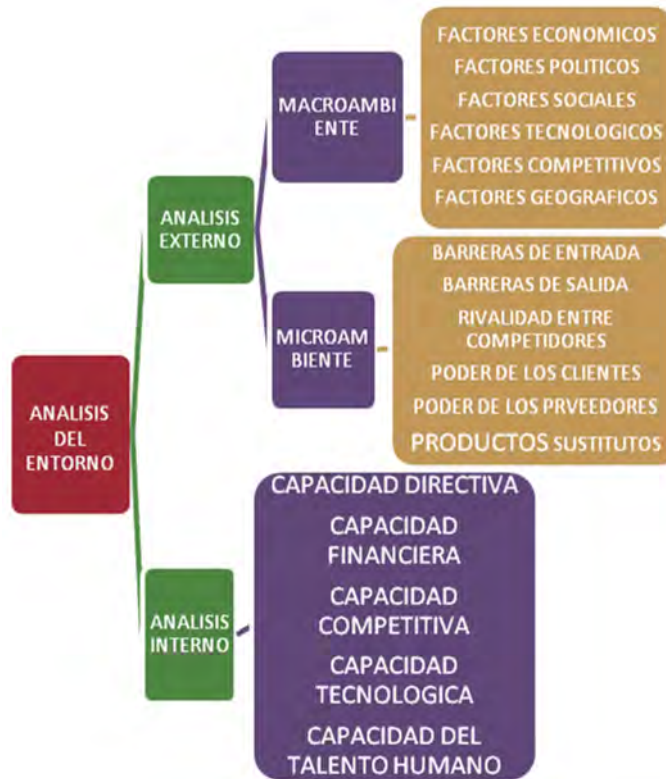 ANALISIS
DEL
ENTORNO
ANALISIS
EXTERNO
MACROAMBI
ENTE
FACTORES ECONOMICOS
FACTORES POLITICOS
FACTORES SOCIALES
FACTORES TECNOLOGICOS
FACTORES COMPETITIVOS
FACTORES GEOGRAFICOS
MICROAM
BIENTE
BARRERAS DE ENTRADA
BARRERAS DE SALIDA
RIVALIDAD ENTRE
COMPETIDORES
PODER DE LOS CLIENTES
PODER DE LOS PRVEEDORES
PRODUCTOS SUSTITUTOS
ANALISIS
INTERNO
CAPACIDAD DIRECTIVA
CAPACIDAD
FINANCIERA
CAPACIDAD
COMPETITIVA
CAPACIDAD
TECNOLOGICA
CAPACIDAD DEL
TALENTO HUMANO